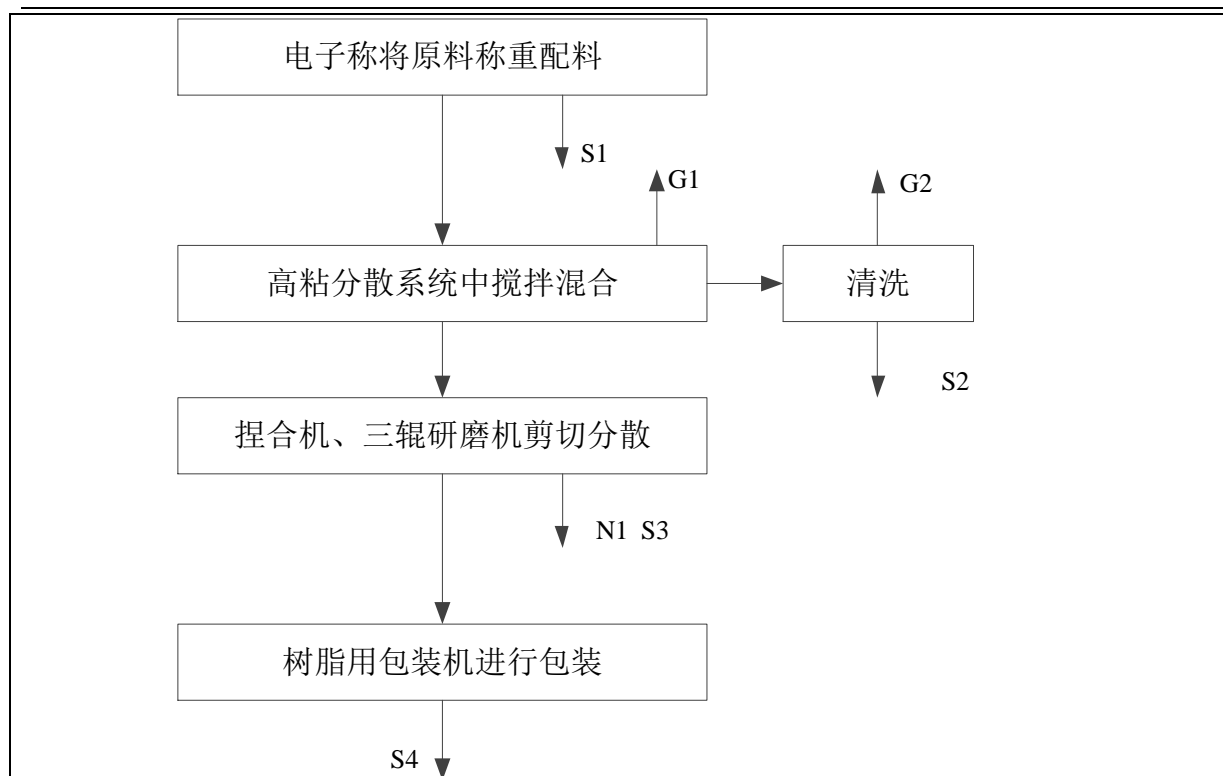 电子称将原料称重配料
S1
G1
G2
高粘分散系统中搅拌混合
清洗
S2
捏合机、三辊研磨机剪切分散
N1 S3
树脂用包装机进行包装
S4